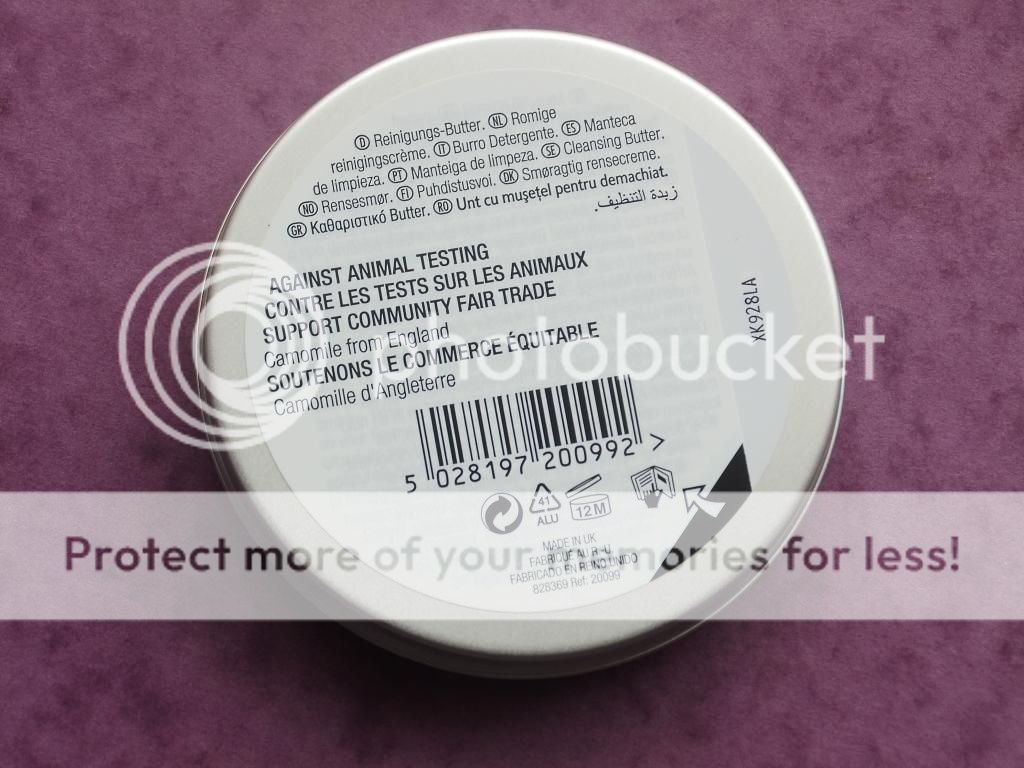 D Reinigungs-Butter. NL Romige
reinigingscrème. IT Burro Detergente. ES Manteca
de limpieza. PT Manteiga de limpeza. SE Cleansing Butter.
NO Rensesmør. FI Puhdistusvoi. DK Smøragtig rensecreme.
GR Καθαριστικό Butter. RO Unt cu mușețel pentru demachiat.
زبدة التنظيف.
AGAINST ANIMAL TESTING
CONTRE LES TESTS SUR LES ANIMAUX
SUPPORT COMMUNITY FAIR TRADE
Camomile from England
SOUTENONS LE COMMERCE ÉQUITABLE
Camomille d'Angleterre
XK928LA
photobucket
5 028197 200992 >
41
ALU
12M
Protect more of your memories for less!
MADE IN UK
FABRIQUÉ AU R-U
FABRICADO EN REINO UNIDO
828369 Ref: 20099